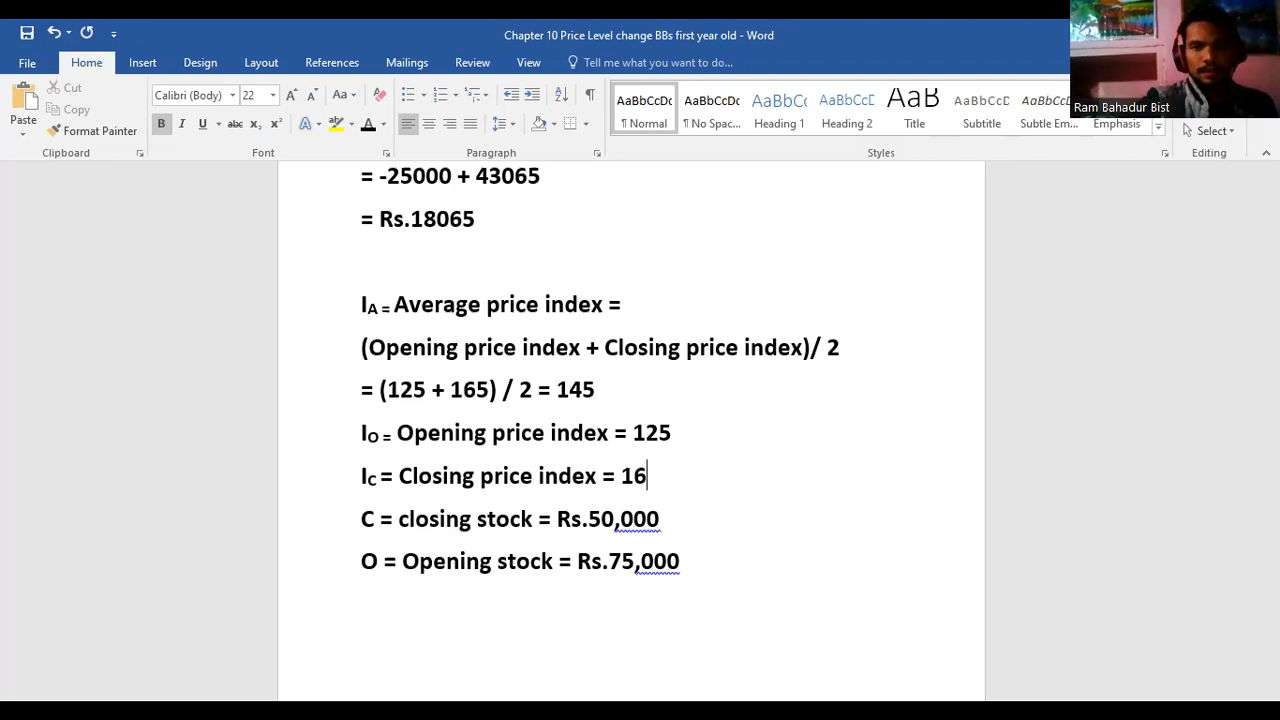 Chapter 10 Price Level change BBs first year old - Word
File Home Insert Design Layout References Mailings Review View Tell me what you want to do...
Ram Bahadur Bist
Paste
Cut
Copy
Format Painter
Clipboard
Calibri (Body) 22
Font
Paragraph
AaBbCcDc AaBbCcDc AaBbC AaBbCcC AaB AaBbCcD AaBbCcD
¶ Normal ¶ No Spac... Heading 1 Heading 2 Title Subtitle Subtle Em... Emphasis
Styles
Select
Editing
= -25000 + 43065
= Rs.18065
IA = Average price index =
(Opening price index + Closing price index)/ 2
= (125 + 165) / 2 = 145
IO = Opening price index = 125
IC = Closing price index = 16
C = closing stock = Rs.50,000
O = Opening stock = Rs.75,000